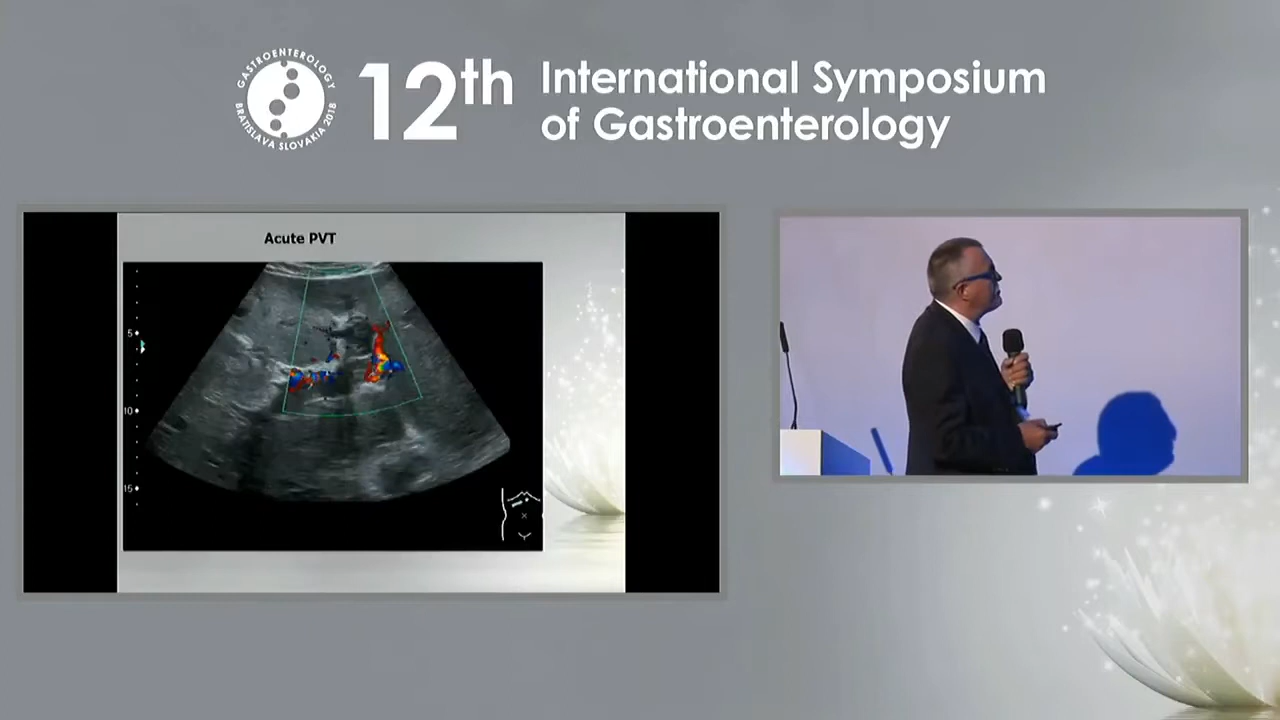 GASTROENTEROLOGY
BRATISLAVA SLOVAKIA 2018
12th
International Symposium
of Gastroenterology
Acute PVT
5
10
15